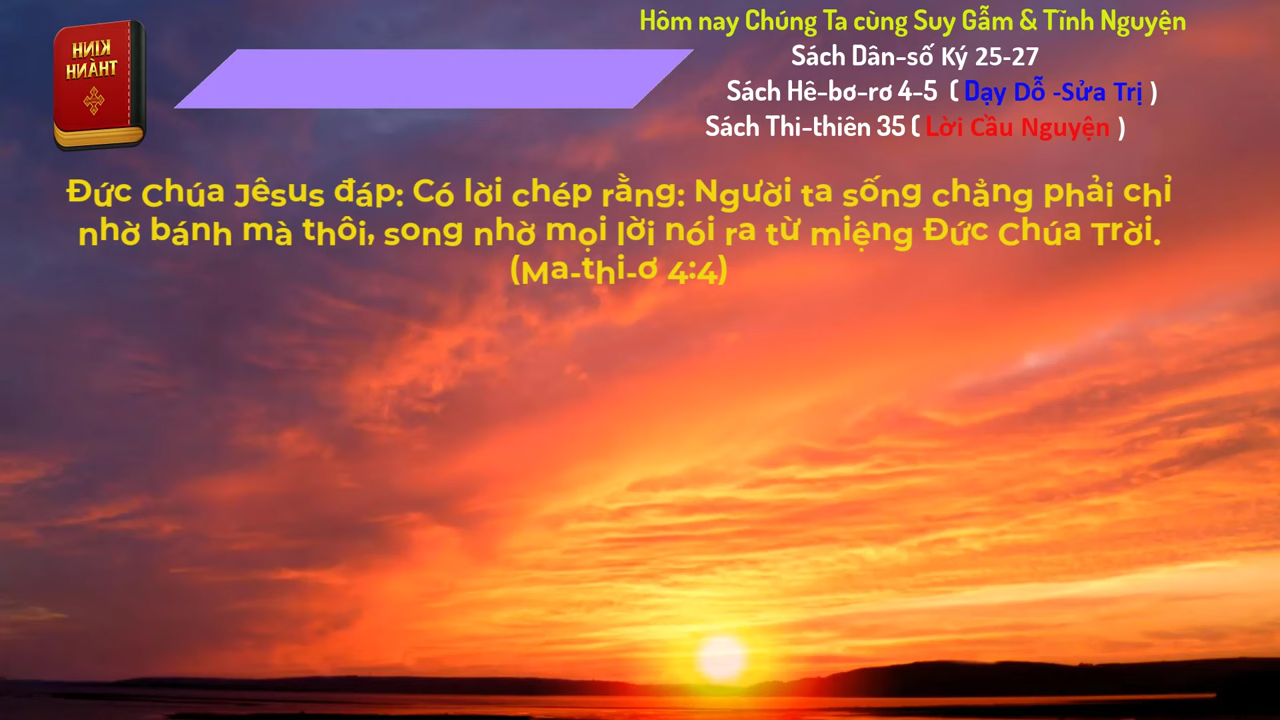 Hôm nay Chúng Ta cùng Suy Gẫm & Tĩnh Nguyện
Sách Dân-số Ký 25-27
Sách Hê-bơ-rơ 4-5 ( Dạy Dỗ -Sửa Trị )
Sách Thi-thiên 35 ( Lời Cầu Nguyện )
KINH
THÀNH
Đức Chúa Jêsus đáp: Có lời chép rằng: Người ta sống chẳng phải chỉ
nhờ bánh mà thôi, song nhờ mọi lời nói ra từ miệng Đức Chúa Trời.
(Ma-thi-ơ 4:4)